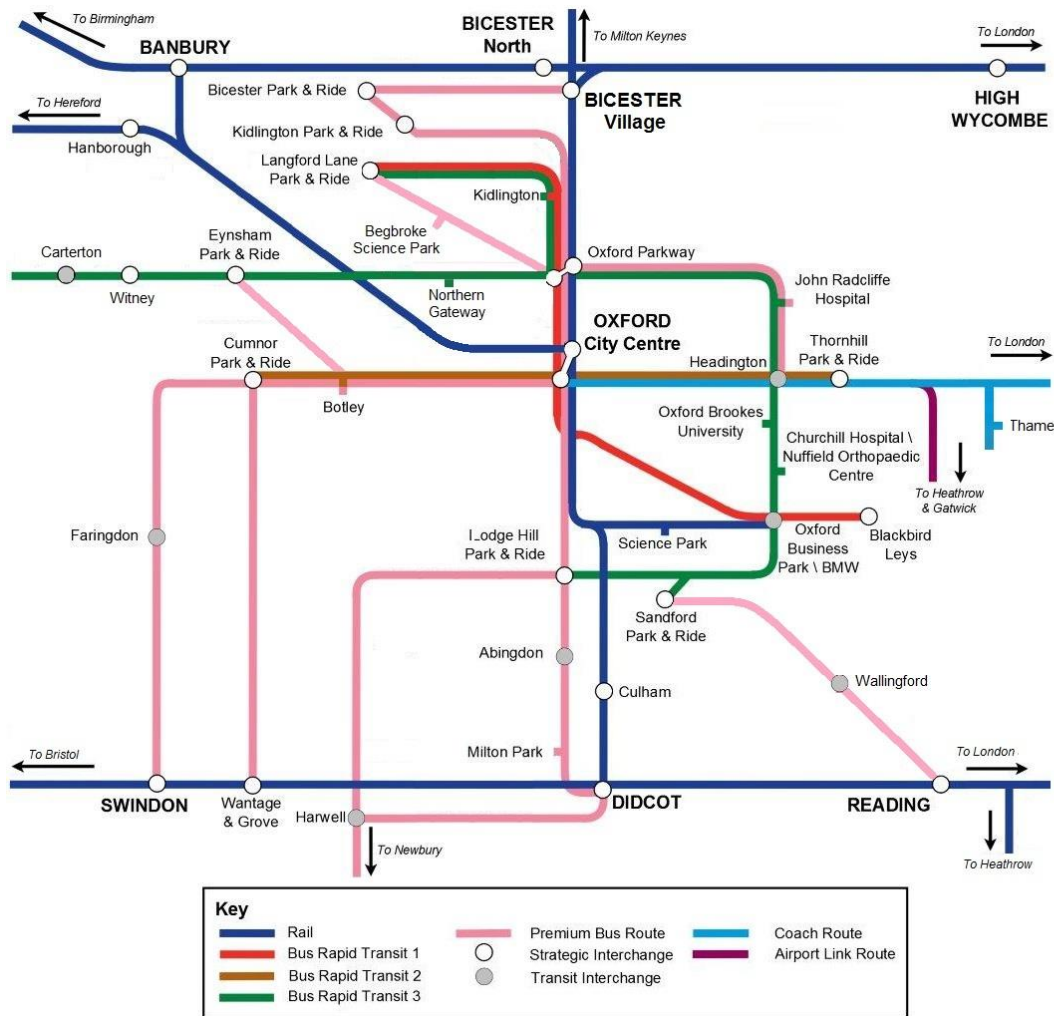 To Birmingham
BANBURY
BICESTER
North
To Milton Keynes
To London
HIGH
WYCOMBE
Bicester Park & Ride
BICESTER
Village
To Hereford
Hanborough
Kidlington Park & Ride
Langford Lane
Park & Ride
Kidlington
Begbroke
Science Park
Carterton
Witney
Eynsham
Park & Ride
Northern
Gateway
Oxford Parkway
John Radcliffe
Hospital
OXFORD
City Centre
Cumnor
Park & Ride
Botley
Headington
Thornhill
Park & Ride
To London
Oxford Brookes
University
Churchill Hospital \
Nuffield Orthopaedic
Centre
Thame
To Heathrow
& Gatwick
Faringdon
Lodge Hill
Park & Ride
Science Park
Oxford
Business
Park \ BMW
Blackbird
Leys
Sandford
Park & Ride
Abingdon
Culham
Wallingford
Milton Park
To Bristol
SWINDON
Wantage
& Grove
Harwell
DIDCOT
READING
To London
To Newbury
To Heathrow
Key
Rail
Bus Rapid Transit 1
Bus Rapid Transit 2
Bus Rapid Transit 3
Premium Bus Route
Strategic Interchange
Transit Interchange
Coach Route
Airport Link Route